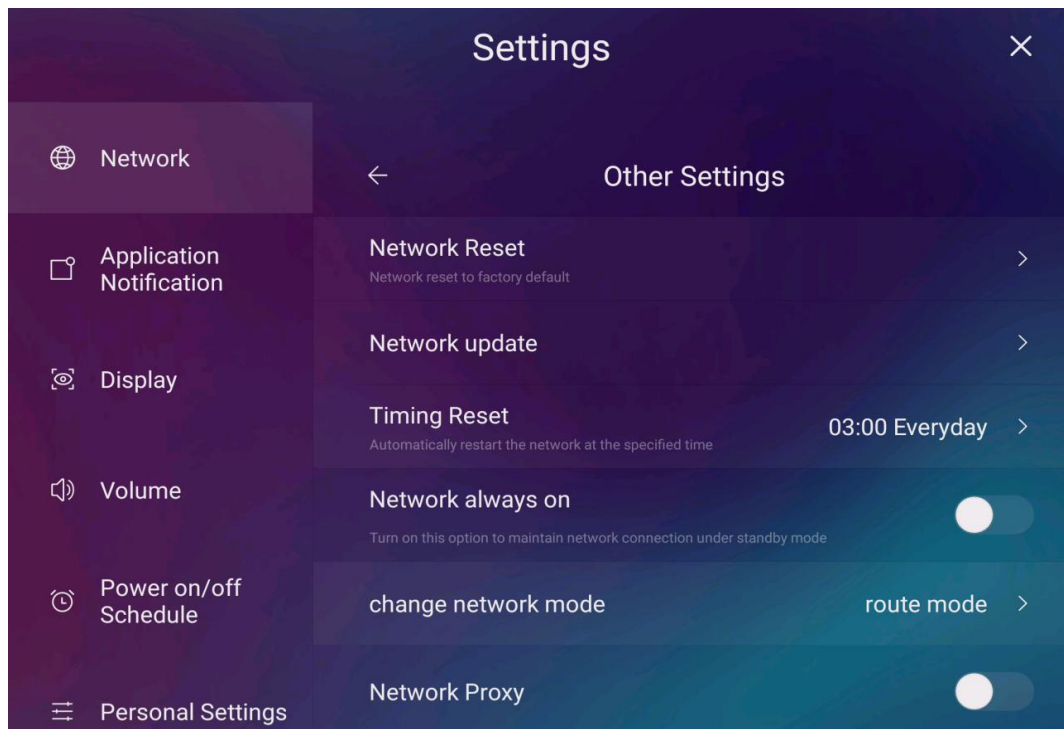 Settings
Network
Other Settings
Network Reset
Network reset to factory default
Application
Notification
Network update
Display
Timing Reset
Automatically restart the network at the specified time
03:00 Everyday
Volume
Network always on
Turn on this option to maintain network connection under standby mode
Power on/off
Schedule
change network mode
route mode
Personal Settings
Network Proxy